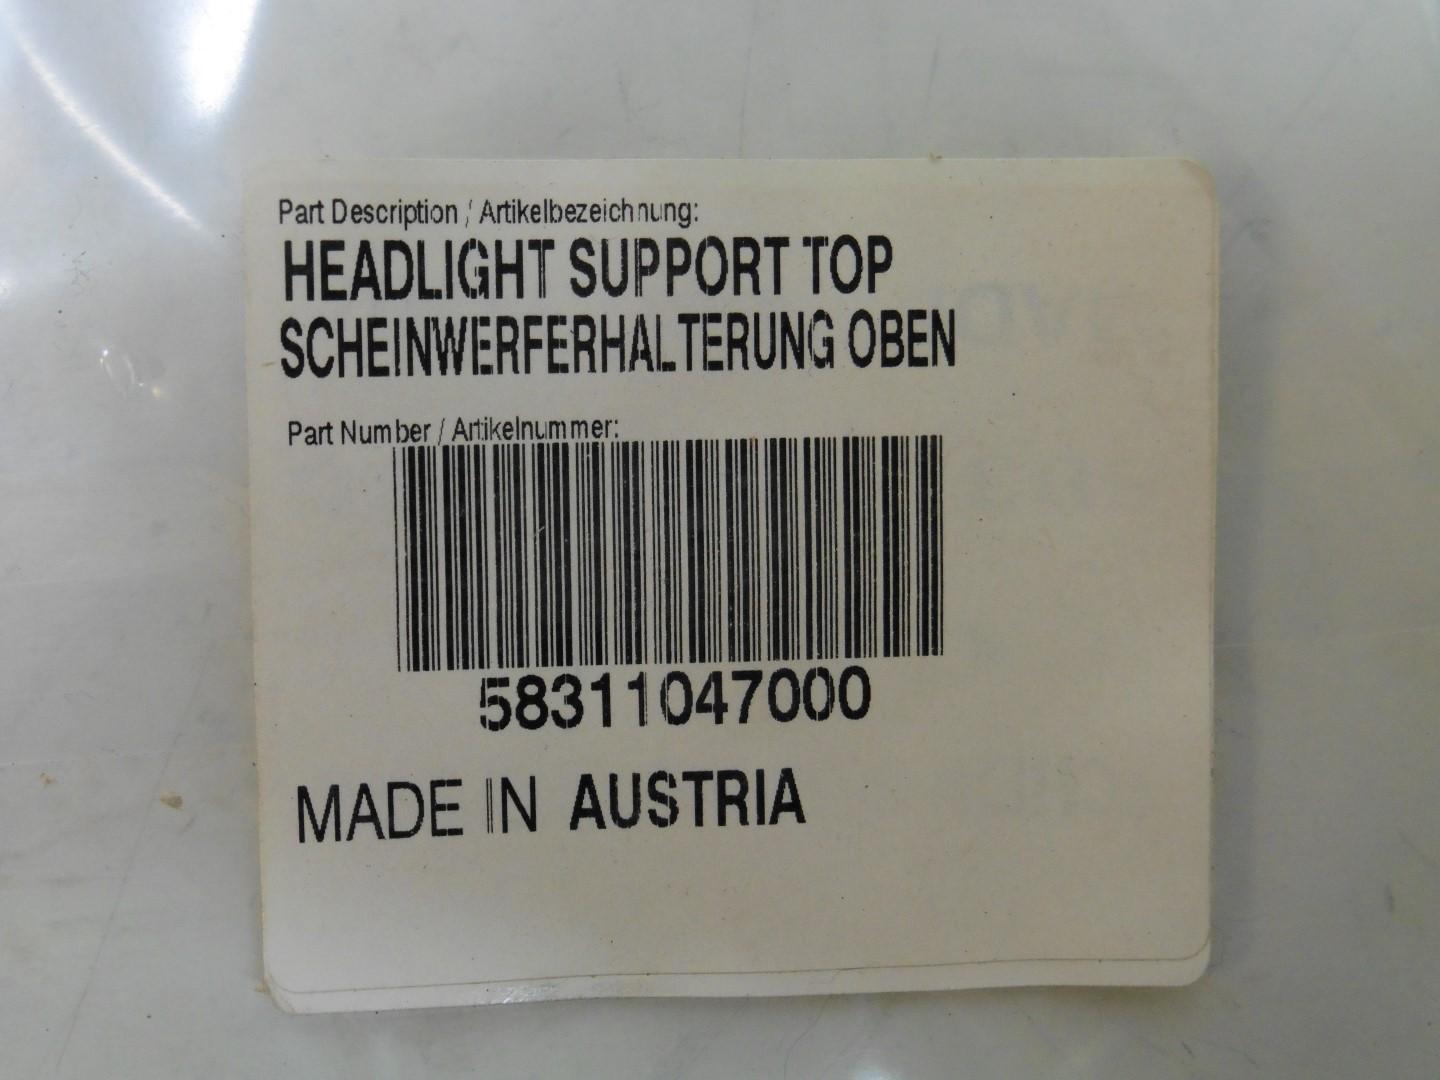 Part Description / Artikelbezeichnung:
HEADLIGHT SUPPORT TOP
SCHEINWERFERHALTERUNG OBEN
Part Number / Artikelnummer:
58311047000
MADE IN AUSTRIA